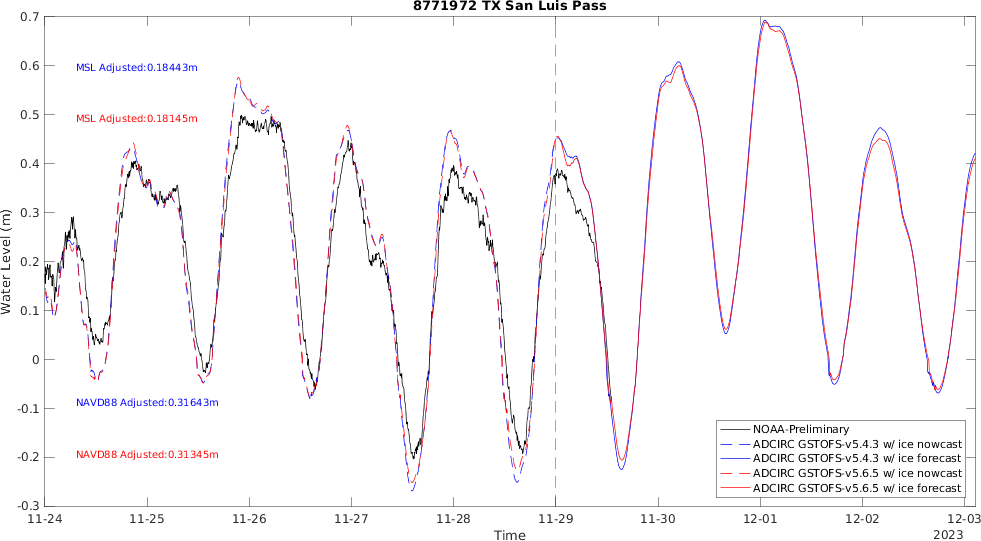 8771972 TX San Luis Pass
0.7
0.6
0.5
0.4
0.3
0.2
0.1
0
-0.1
-0.2
-0.3
Water Level (m)
MSL Adjusted:0.18443m
MSL Adjusted:0.18145m
NAVD88 Adjusted:0.31643m
NAVD88 Adjusted:0.31345m
NOAA-Preliminary
ADCIRC GSTOFS-v5.4.3 w/ ice nowcast
ADCIRC GSTOFS-v5.4.3 w/ ice forecast
ADCIRC GSTOFS-v5.6.5 w/ ice nowcast
ADCIRC GSTOFS-v5.6.5 w/ ice forecast
11-24 11-25 11-26 11-27 11-28 11-29 11-30 12-01 12-02 12-03
Time 2023